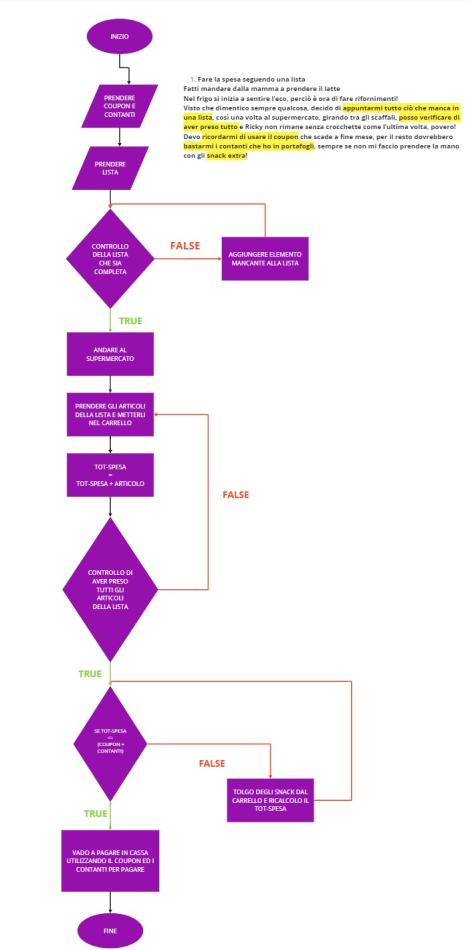 INIZIO
1. Fare la spesa seguendo una lista
Fatti mandare dalla mamma a prendere il latte
Nel frigo si inizia a sentire l'eco, perciò è ora di fare rifornimenti!
Visto che dimentico sempre qualcosa, decido di appuntarmi tutto ciò che manca in
una lista, così una volta al supermercato, girando tra gli scaffali, posso verificare di
aver preso tutto e Ricky non rimane senza crocchette come l'ultima volta, povero!
Devo ricordarmi di usare il coupon che scade a fine mese, per il resto dovrebbero
bastarmi i contanti che ho in portafogli, sempre se non mi faccio prendere la mano
con gli snack extra!
PRENDERE
COUPON E
CONTANTI
PRENDERE
LISTA
CONTROLLO
DELLA LISTA
CHE SIA
COMPLETA
FALSE
AGGIUNGERE ELEMENTO
MANCANTE ALLA LISTA
TRUE
ANDARE AL
SUPERMERCATO
PRENDERE GLI ARTICOLI
DELLA LISTA E METTERLI
NEL CARRELLO
TOT-SPESA
=
TOT-SPESA + ARTICOLO
FALSE
CONTROLLO DI
AVER PRESO
TUTTI GLI
ARTICOLI
DELLA LISTA
TRUE
SE TOT-SPESA
<=
(COUPON +
CONTANTI)
FALSE
TOLGO DEGLI SNACK DAL
CARRELLO E RICALCOLO IL
TOT-SPESA
TRUE
VADO A PAGARE IN CASSA
UTILIZZANDO IL COUPON ED I
CONTANTI PER PAGARE
FINE